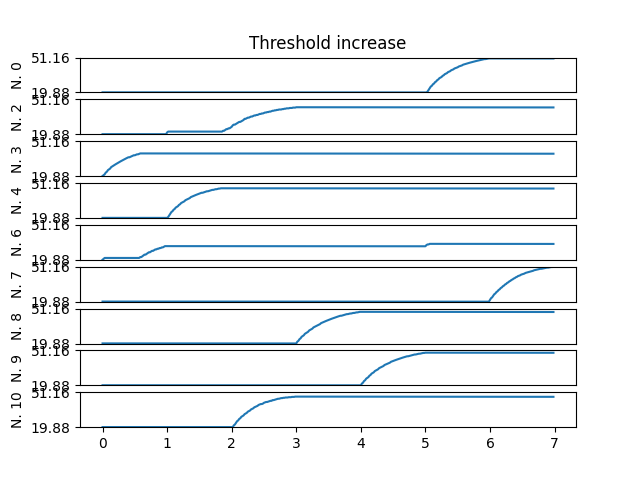 Threshold increase
N. 0
51.16
19.88
N. 2
51.16
19.88
N. 3
51.16
19.88
N. 4
51.16
19.88
N. 6
51.16
19.88
N. 7
51.16
19.88
N. 8
51.16
19.88
N. 9
51.16
19.88
N. 10
51.16
19.88
0 1 2 3 4 5 6 7